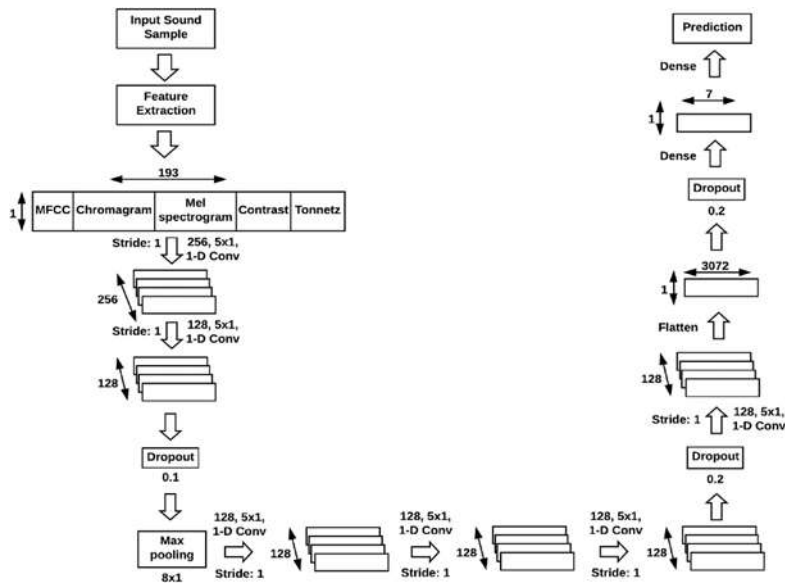 Input Sound
Sample
Feature
Extraction
193
1
MFCC
Chromagram
Mel
spectrogram
Contrast
Tonnetz
Stride: 1
256, 5x1,
1-D Conv
256
Stride: 1
128, 5x1,
1-D Conv
128
Dropout
0.1
Max
pooling
8x1
128, 5x1,
1-D Conv
Stride: 1
128
128, 5x1,
1-D Conv
Stride: 1
128
128, 5x1,
1-D Conv
Stride: 1
128
Dropout
0.2
Stride: 1
128, 5x1,
1-D Conv
128
Flatten
3072
1
Dropout
0.2
Dense
7
1
Dense
Prediction